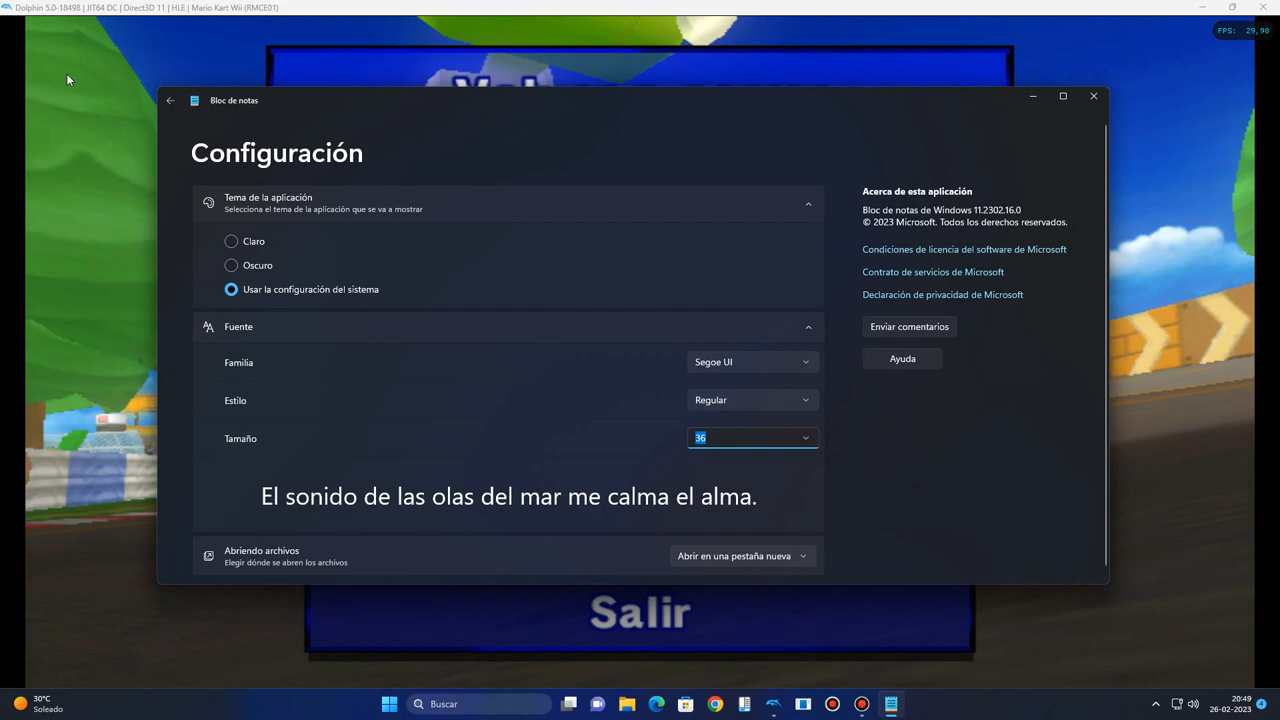 Dolphin 5.0-18498 | JIT64 DC | Direct3D 11 | HLE | Mario Kart Wii (RMCE01)
FPS: 29,98
Bloc de notas
Configuración
Tema de la aplicación
Selecciona el tema de la aplicación que se va a mostrar
Claro
Oscuro
Usar la configuración del sistema
Fuente
Familia
Segoe UI
Estilo
Regular
Tamaño
36
El sonido de las olas del mar me calma el alma.
Abriendo archivos
Elegir dónde se abren los archivos
Abrir en una pestaña nueva
Acerca de esta aplicación
Bloc de notas de Windows 11.2302.16.0
© 2023 Microsoft. Todos los derechos reservados.
Condiciones de licencia del software de Microsoft
Contrato de servicios de Microsoft
Declaración de privacidad de Microsoft
Enviar comentarios
Ayuda
Salir
30°C
Soleado
Buscar
20:49
26-02-2023
4